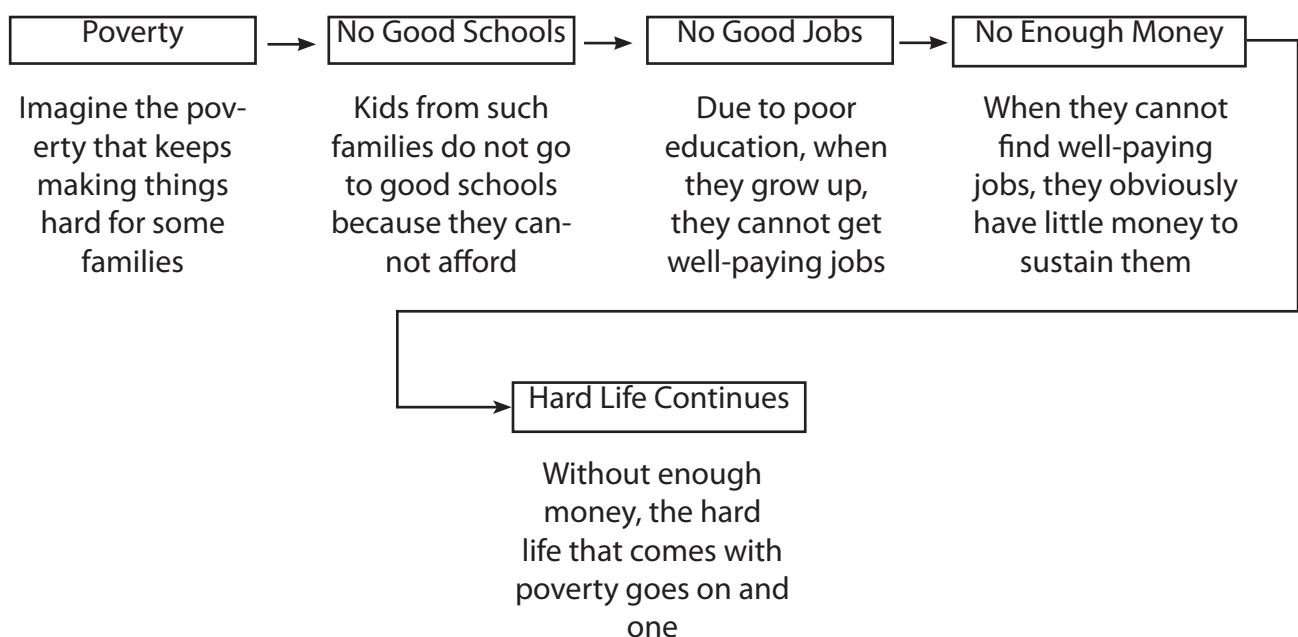 Poverty
No Good Schools
No Good Jobs
No Enough Money
Imagine the pov-
erty that keeps
making things
hard for some
families
Kids from such
families do not go
to good schools
because they can-
not afford
Due to poor
education, when
they grow up,
they cannot get
well-paying jobs
When they cannot
find well-paying
jobs, they obviously
have little money to
sustain them
Hard Life Continues
Without enough
money, the hard
life that comes with
poverty goes on and
one